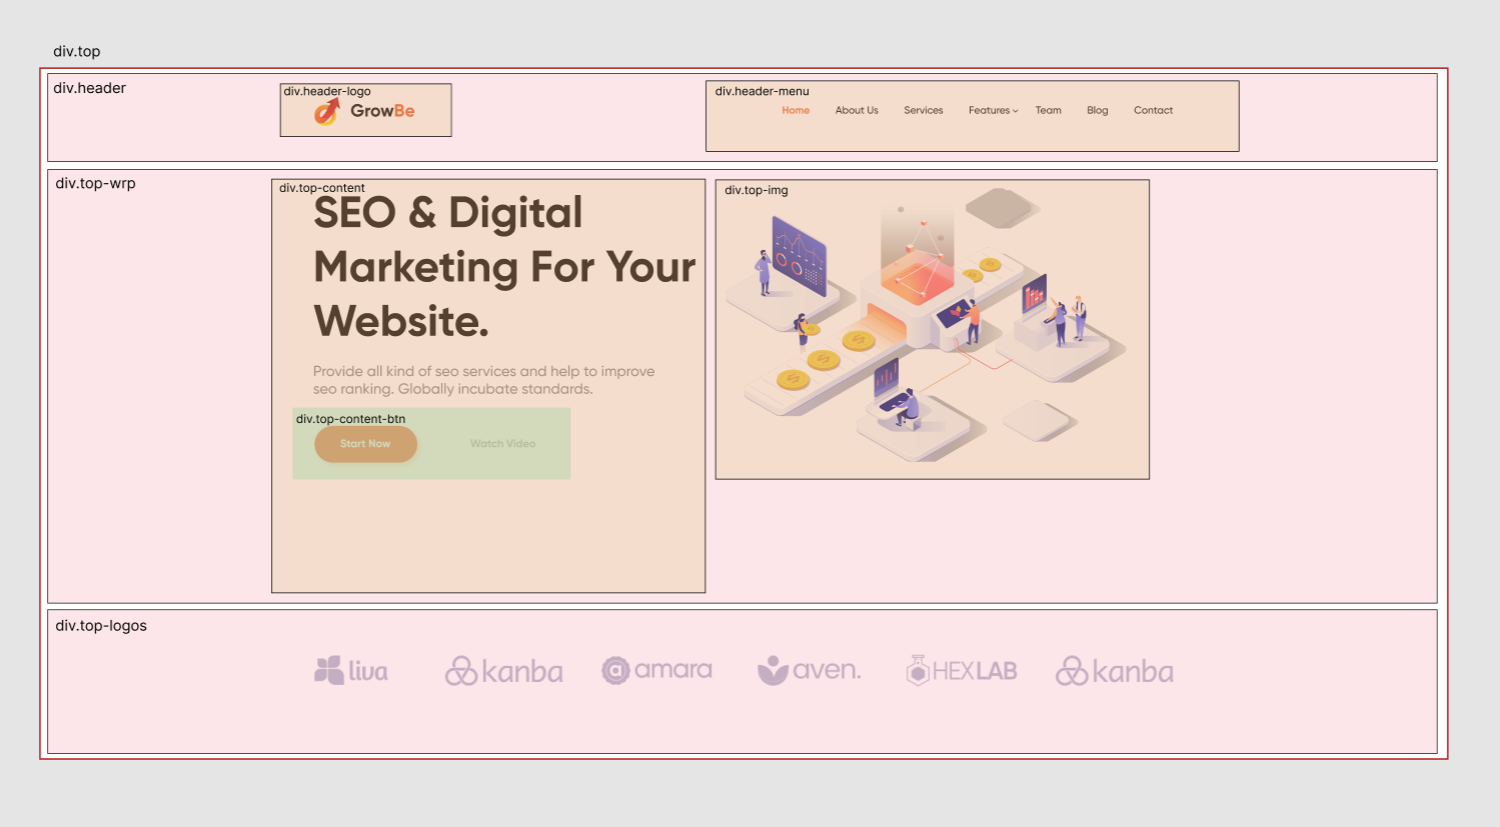 div.top
div.header
div.header-logo
GrowBe
div.header-menu
Home About Us Services Features Team Blog Contact
div.top-wrp
div.top-content
SEO & Digital
Marketing For Your
Website.
Provide all kind of seo services and help to improve
seo ranking. Globally incubate standards.
div.top-content-btn
Start Now Watch Video
div.top-img
div.top-logos
liva kanba amara aven. HEXLAB kanba